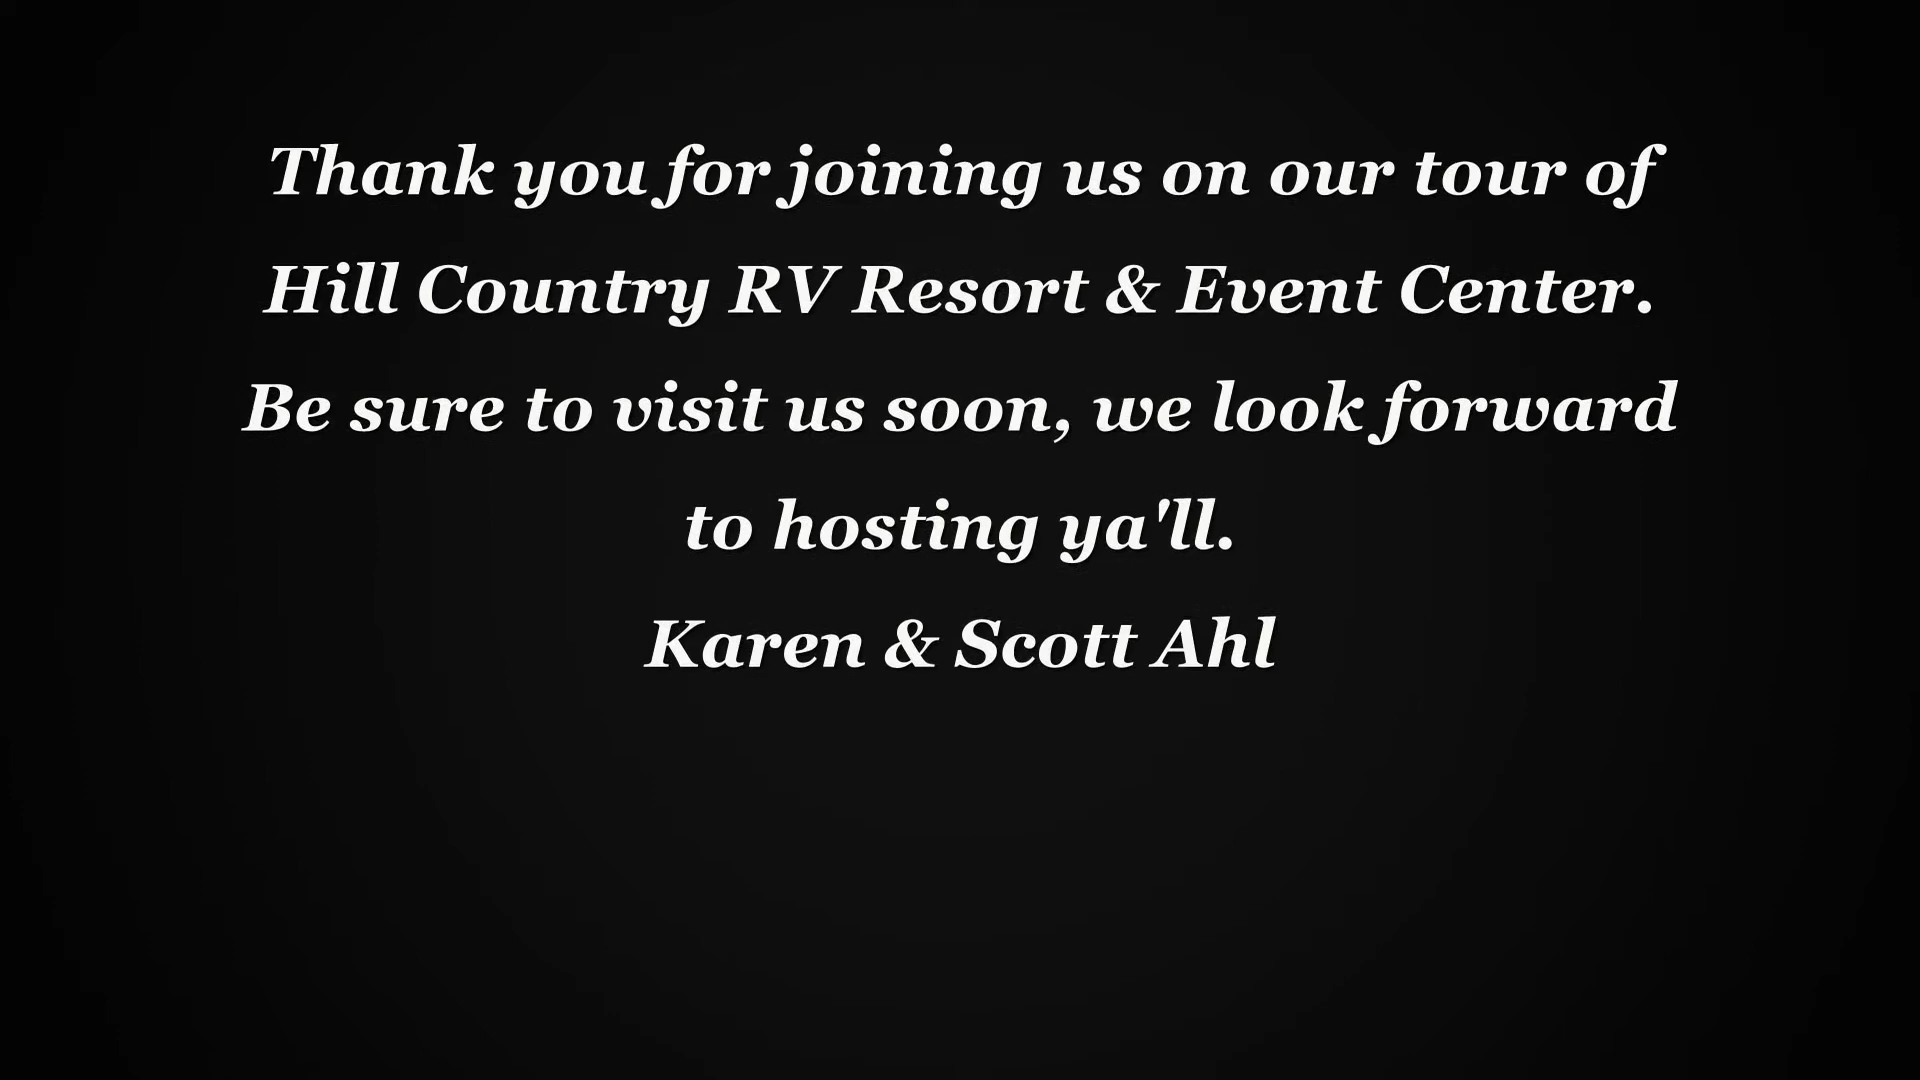 Thank you for joining us on our tour of
Hill Country RV Resort & Event Center.
Be sure to visit us soon, we look forward
to hosting ya'll.
Karen & Scott Ahl